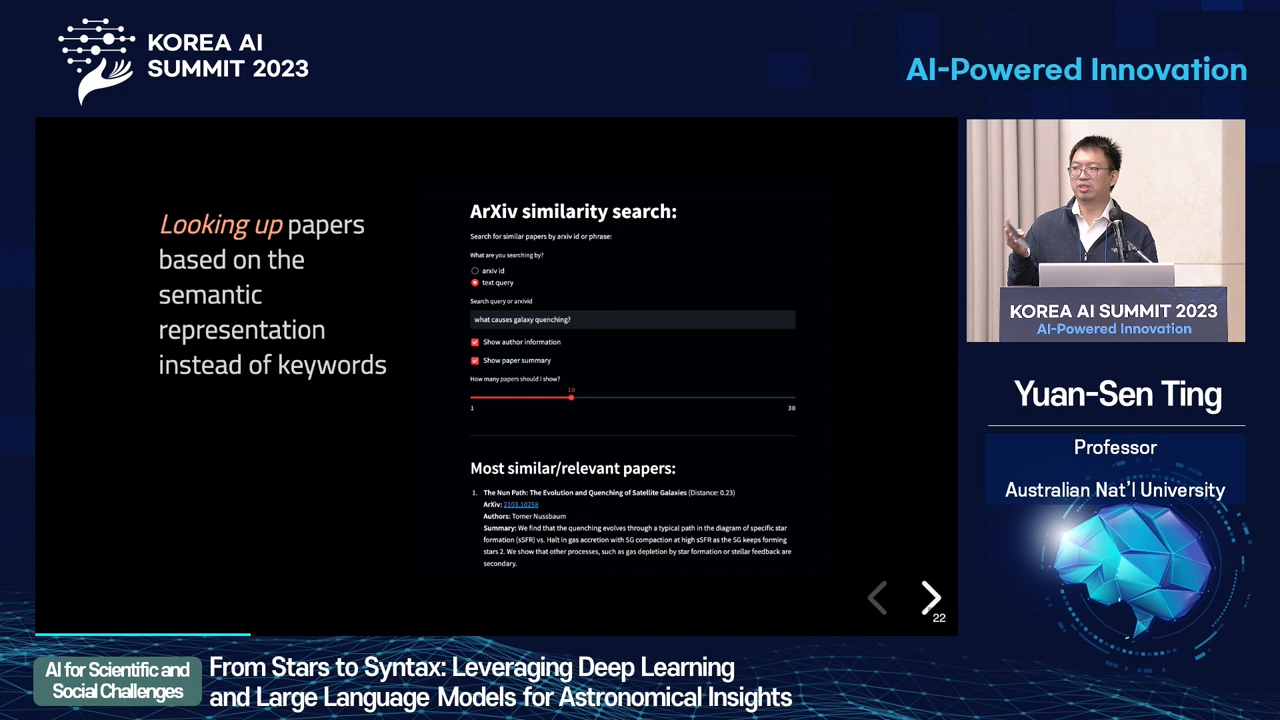 KOREA AI
SUMMIT 2023
AI-Powered Innovation
Looking up papers
based on the
semantic
representation
instead of keywords
ArXiv similarity search:
Search for similar papers by arxiv id or phrase:
What are you searching by?
arxiv id
text query
Search query or arxivid
what causes galaxy quenching?
Show author information
Show paper summary
How many papers should I show?
10
1
30
Most similar/relevant papers:
1. The Nun Path: The Evolution and Quenching of Satellite Galaxies (Distance: 0.23)
ArXiv: 2103.10258
Authors: Tomer Nussbaum
Summary: We find that the quenching evolves through a typical path in the diagram of specific star
formation (sSFR) vs. Halt in gas accretion with SG compaction at high sSFR as the SG keeps forming
stars 2. We show that other processes, such as gas depletion by star formation or stellar feedback are
secondary.
22
KOREA AI SUMMIT 2023
AI-Powered Innovation
Yuan-Sen Ting
Professor
Australian Nat'l University
AI for Scientific and
Social Challenges
From Stars to Syntax: Leveraging Deep Learning
and Large Language Models for Astronomical Insights